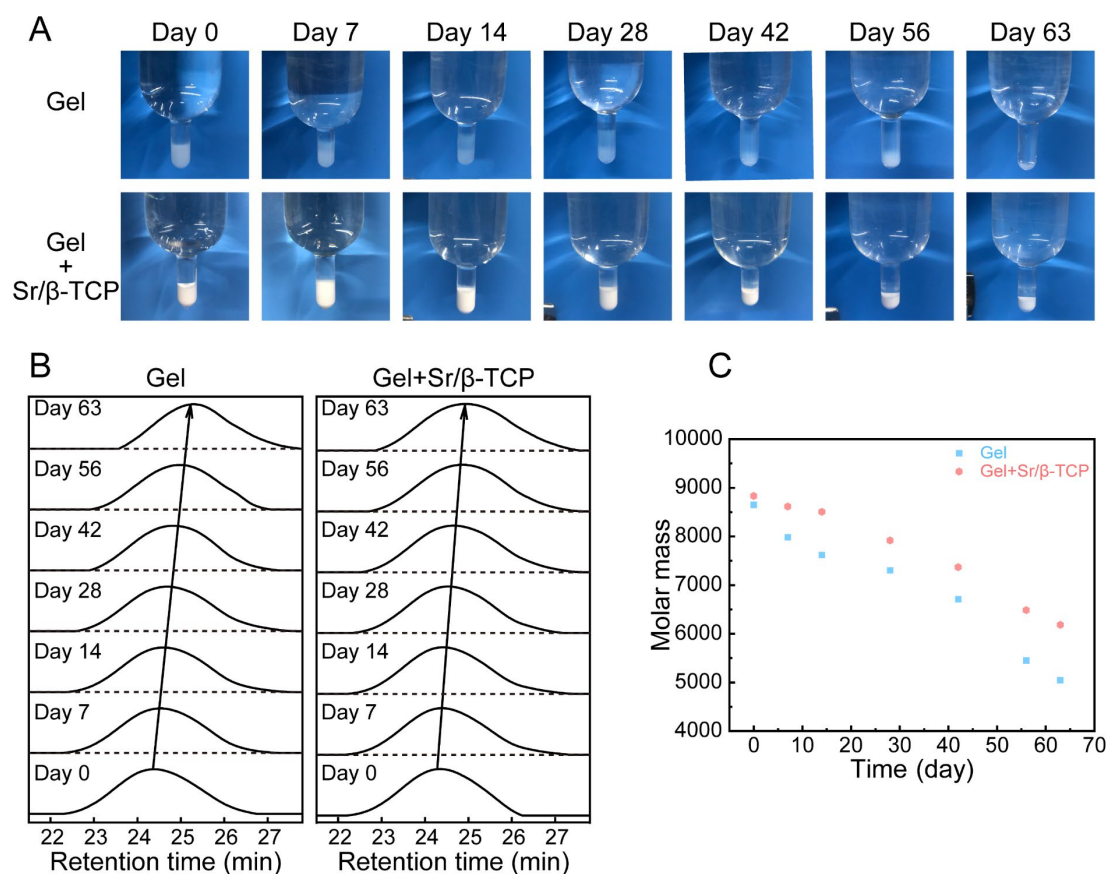 A
Day 0 Day 7 Day 14 Day 28 Day 42 Day 56 Day 63
Gel
Gel
+
Sr/β-TCP
B
Gel
Day 63
Day 56
Day 42
Day 28
Day 14
Day 7
Day 0
22 23 24 25 26 27
Retention time (min)
Gel+Sr/β-TCP
Day 63
Day 56
Day 42
Day 28
Day 14
Day 7
Day 0
22 23 24 25 26 27
Retention time (min)
C
Molar mass
10000
9000
8000
7000
6000
5000
4000
Gel
Gel+Sr/β-TCP
0 10 20 30 40 50 60 70
Time (day)